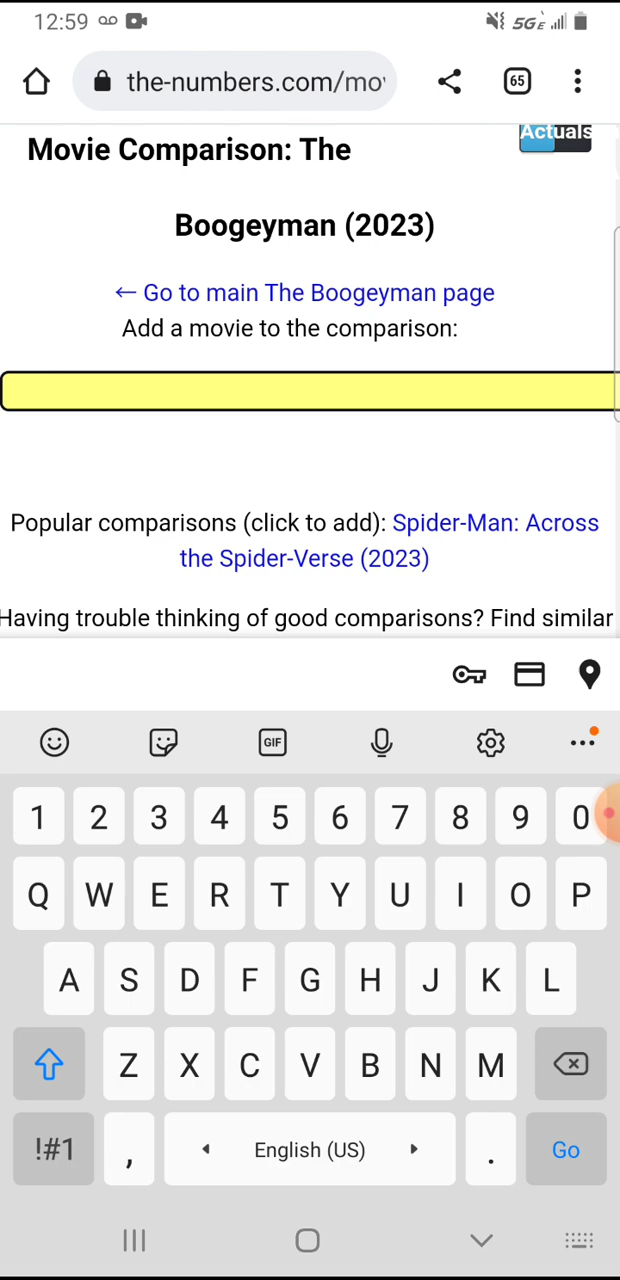 12:59
5GE
the-numbers.com/mo
65
Actuals
Movie Comparison: The
Boogeyman (2023)
← Go to main The Boogeyman page
Add a movie to the comparison:
Popular comparisons (click to add): Spider-Man: Across
the Spider-Verse (2023)
Having trouble thinking of good comparisons? Find similar
GIF
1 2 3 4 5 6 7 8 9 0
Q W E R T Y U I O P
A S D F G H J K L
Z X C V B N M
!#1 , English (US) . Go